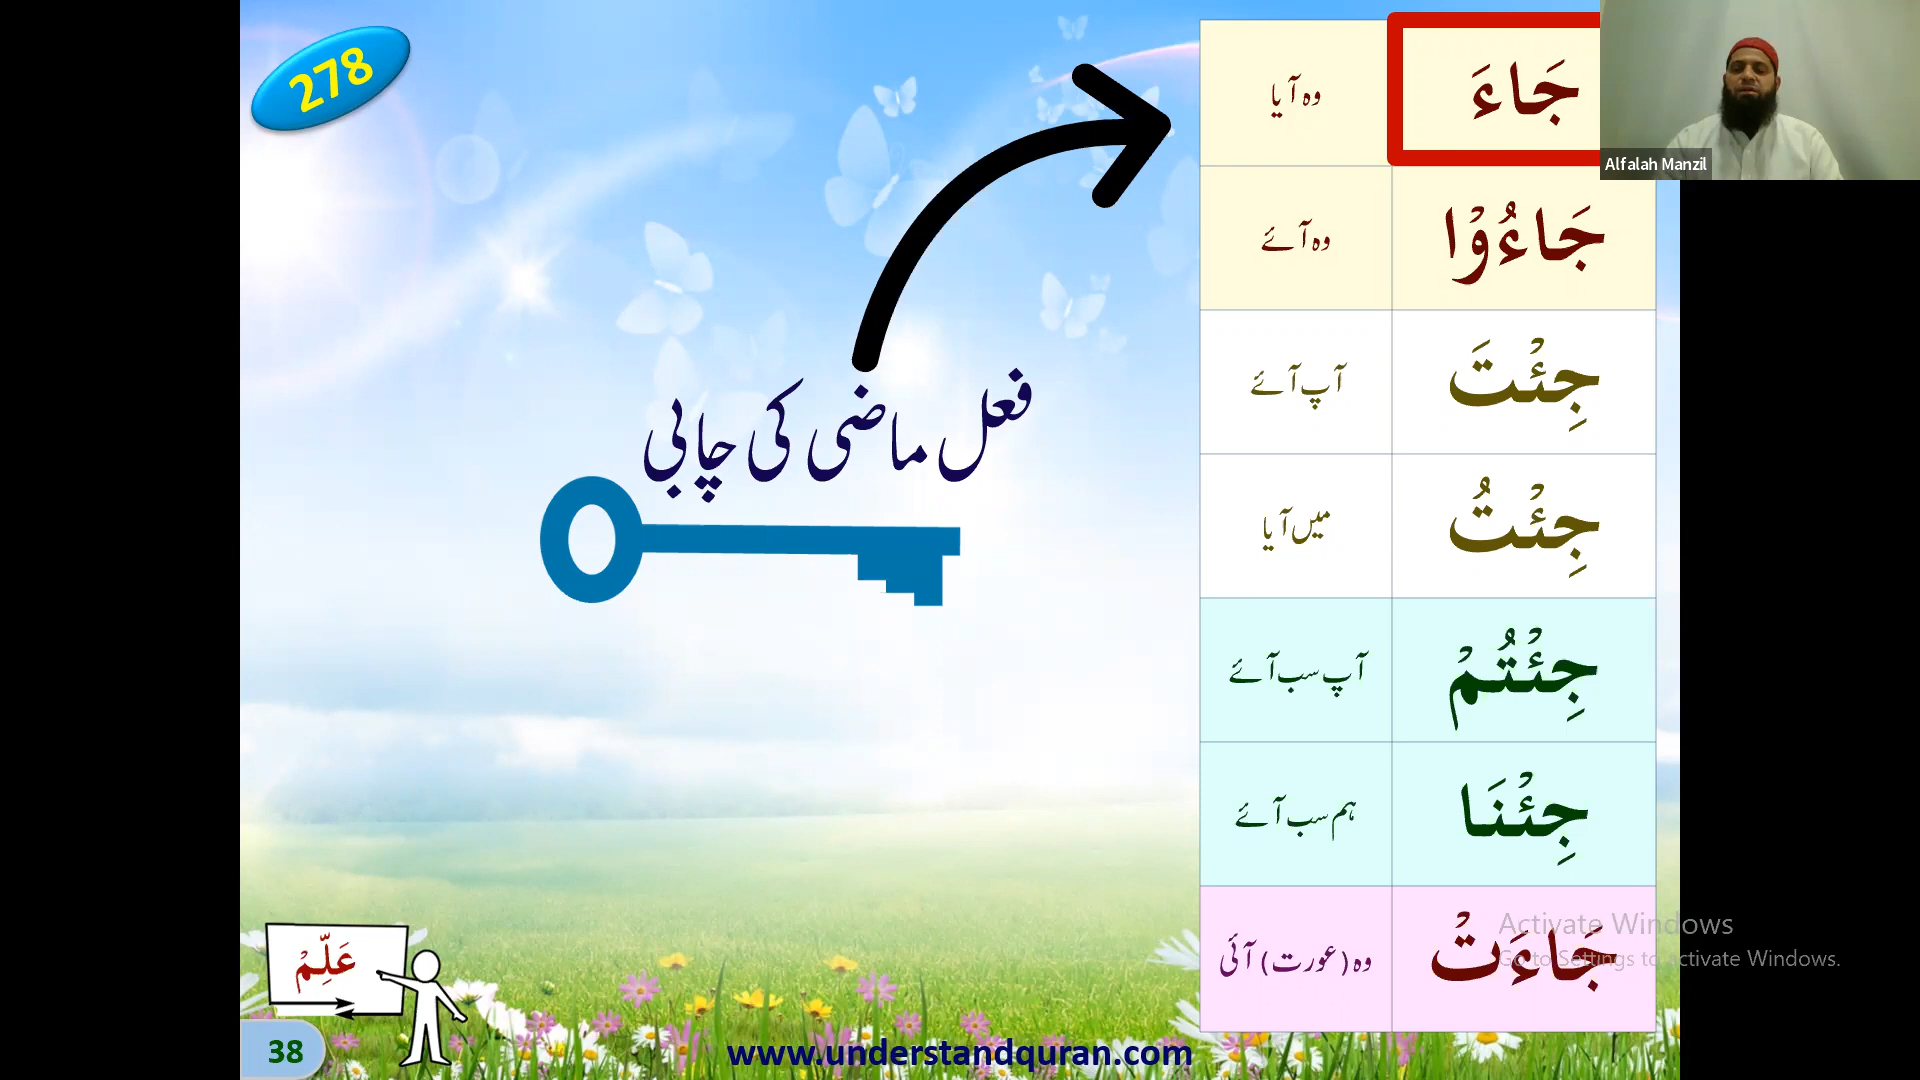 278
جَاءَ وہ آیا
Alfalah Manzil
جَاءُوْا وہ آئے
جِئْتَ آپ آئے
فعل ماضی کی چابی
جِئْتُ میں آیا
جِئْتُمْ آپ سب آئے
جِئْنَا ہم سب آئے
جَاءَتْ وہ (عورت) آئی
Activate Windows
Go to Settings to activate Windows.
عَلِّمْ
38
www.understandquran.com